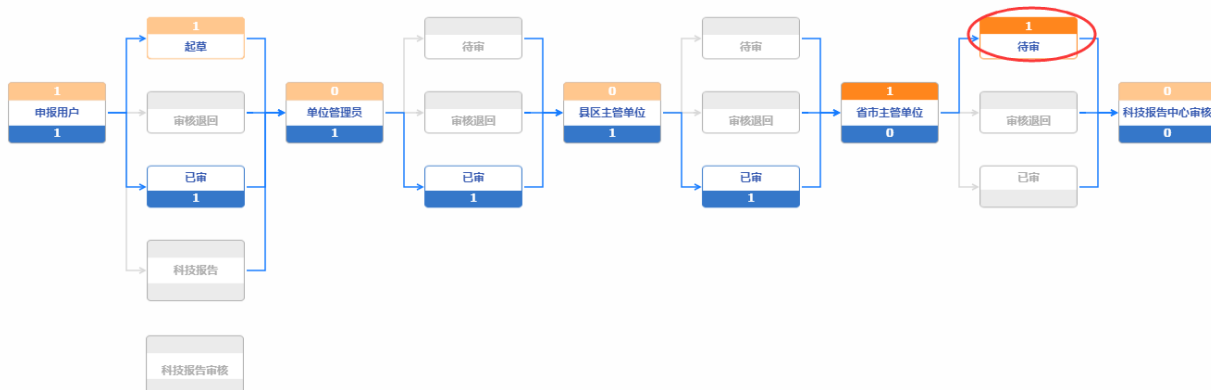 1
申报用户
1
1
起草
审核退回
已审
1
科技报告
科技报告审核
0
单位管理员
1
待审
审核退回
已审
1
0
县区主管单位
1
待审
审核退回
已审
1
1
省市主管单位
0
1
待审
审核退回
已审
0
科技报告中心审核
0